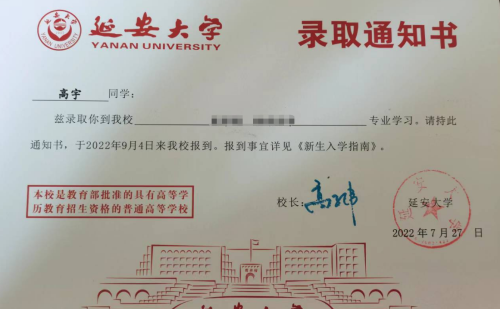 延安大学
YANAN UNIVERSITY
录取通知书
高宇 同学：
兹录取你到我校 专业学习。请持此
通知书，于2022年9月4日来我校报到。报到事宜详见《新生入学指南》。
本校是教育部批准的具有高等学
历教育招生资格的普通高等学校
校长：
延安大学
2022 年 7 月 27 日
延安大学